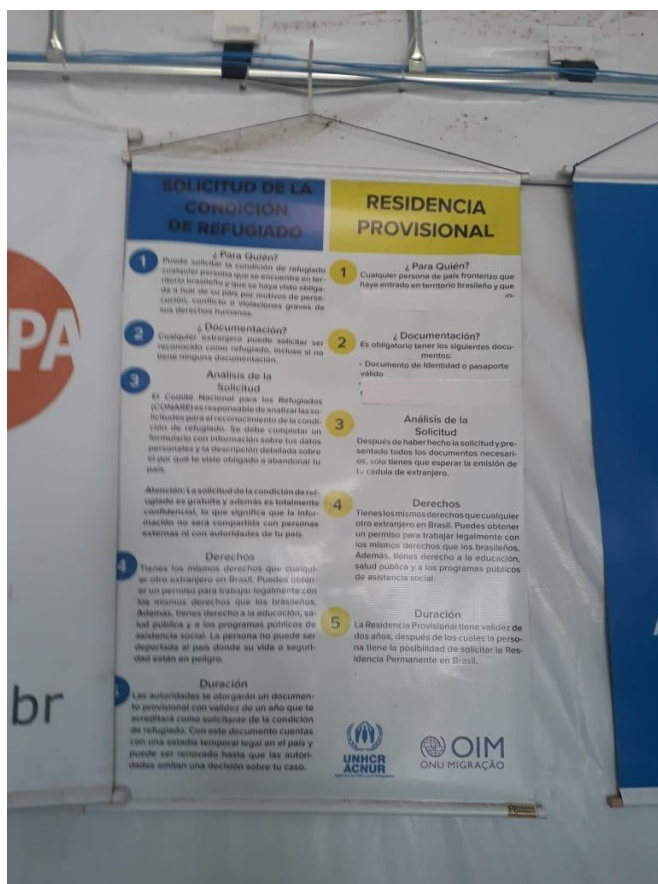 PA
br
SOLICITUD DE LA
CONDICIÓN
DE REFUGIADO
1
¿Para Quién?
Puede solicitar la condición de refugiado
cualquier persona que se encuentre en ter-
ritorio brasileño y que se haya visto obliga-
da a huir de su país por motivos de perse-
cución, conflicto o violaciones graves de
sus derechos humanos.
2
¿Documentación?
Cualquier extranjero puede solicitar ser
reconocido como refugiado, incluso si no
tiene ninguna documentación.
3
Análisis de la
Solicitud
El Comité Nacional para los Refugiados
(CONARE) es responsable de analizar las so-
licitudes para el reconocimiento de la condi-
ción de refugiado. Se debe completar un
formulario con información sobre tus datos
personales y la descripción detallada sobre
el por qué te viste obligado a abandonar tu
país.
Atención: La solicitud de la condición de ref-
ugiado es gratuita y además es totalmente
confidencial, lo que significa que la infor-
mación no será compartida con personas
externas ni con autoridades de tu país.
4
Derechos
Tienes los mismos derechos que cualqui-
er otro extranjero en Brasil. Puedes obten-
er un permiso para trabajar legalmente con
los mismos derechos que los brasileños.
Además, tienes derecho a la educación, sa-
lud pública y a los programas públicos de
asistencia social. La persona no puede ser
deportada al país donde su vida o seguri-
dad están en peligro.
Duración
Las autoridades te otorgarán un documen-
to provisional con validez de un año que te
acreditará como solicitante de la condición
de refugiado. Con este documento cuentas
con una estadía temporal legal en el país y
puede ser renovado hasta que las autori-
dades emitan una decisión sobre tu caso.
RESIDENCIA
PROVISIONAL
1
¿Para Quién?
Cualquier persona de país fronterizo que
haya entrado en territorio brasileño y que
in-
2
¿Documentación?
Es obligatorio tener los siguientes docu-
mentos:
- Documento de Identidad o pasaporte
válido
3
Análisis de la
Solicitud
Después de haber hecho la solicitud y pre-
sentado todos los documentos necesari-
os, sólo tienes que esperar la emisión de
tu cédula de extranjero.
4
Derechos
Tienes los mismos derechos que cualquier
otro extranjero en Brasil. Puedes obtener
un permiso para trabajar legalmente con
los mismos derechos que los brasileños.
Además, tienes derecho a la educación,
salud pública y a los programas públicos
de asistencia social.
5
Duración
La Residencia Provisional tiene validez de
dos años, después de los cuales la perso-
na tiene la posibilidad de solicitar la Res-
idencia Permanente en Brasil.
UNHCR
ACNUR
OIM
ONU MIGRAÇÃO